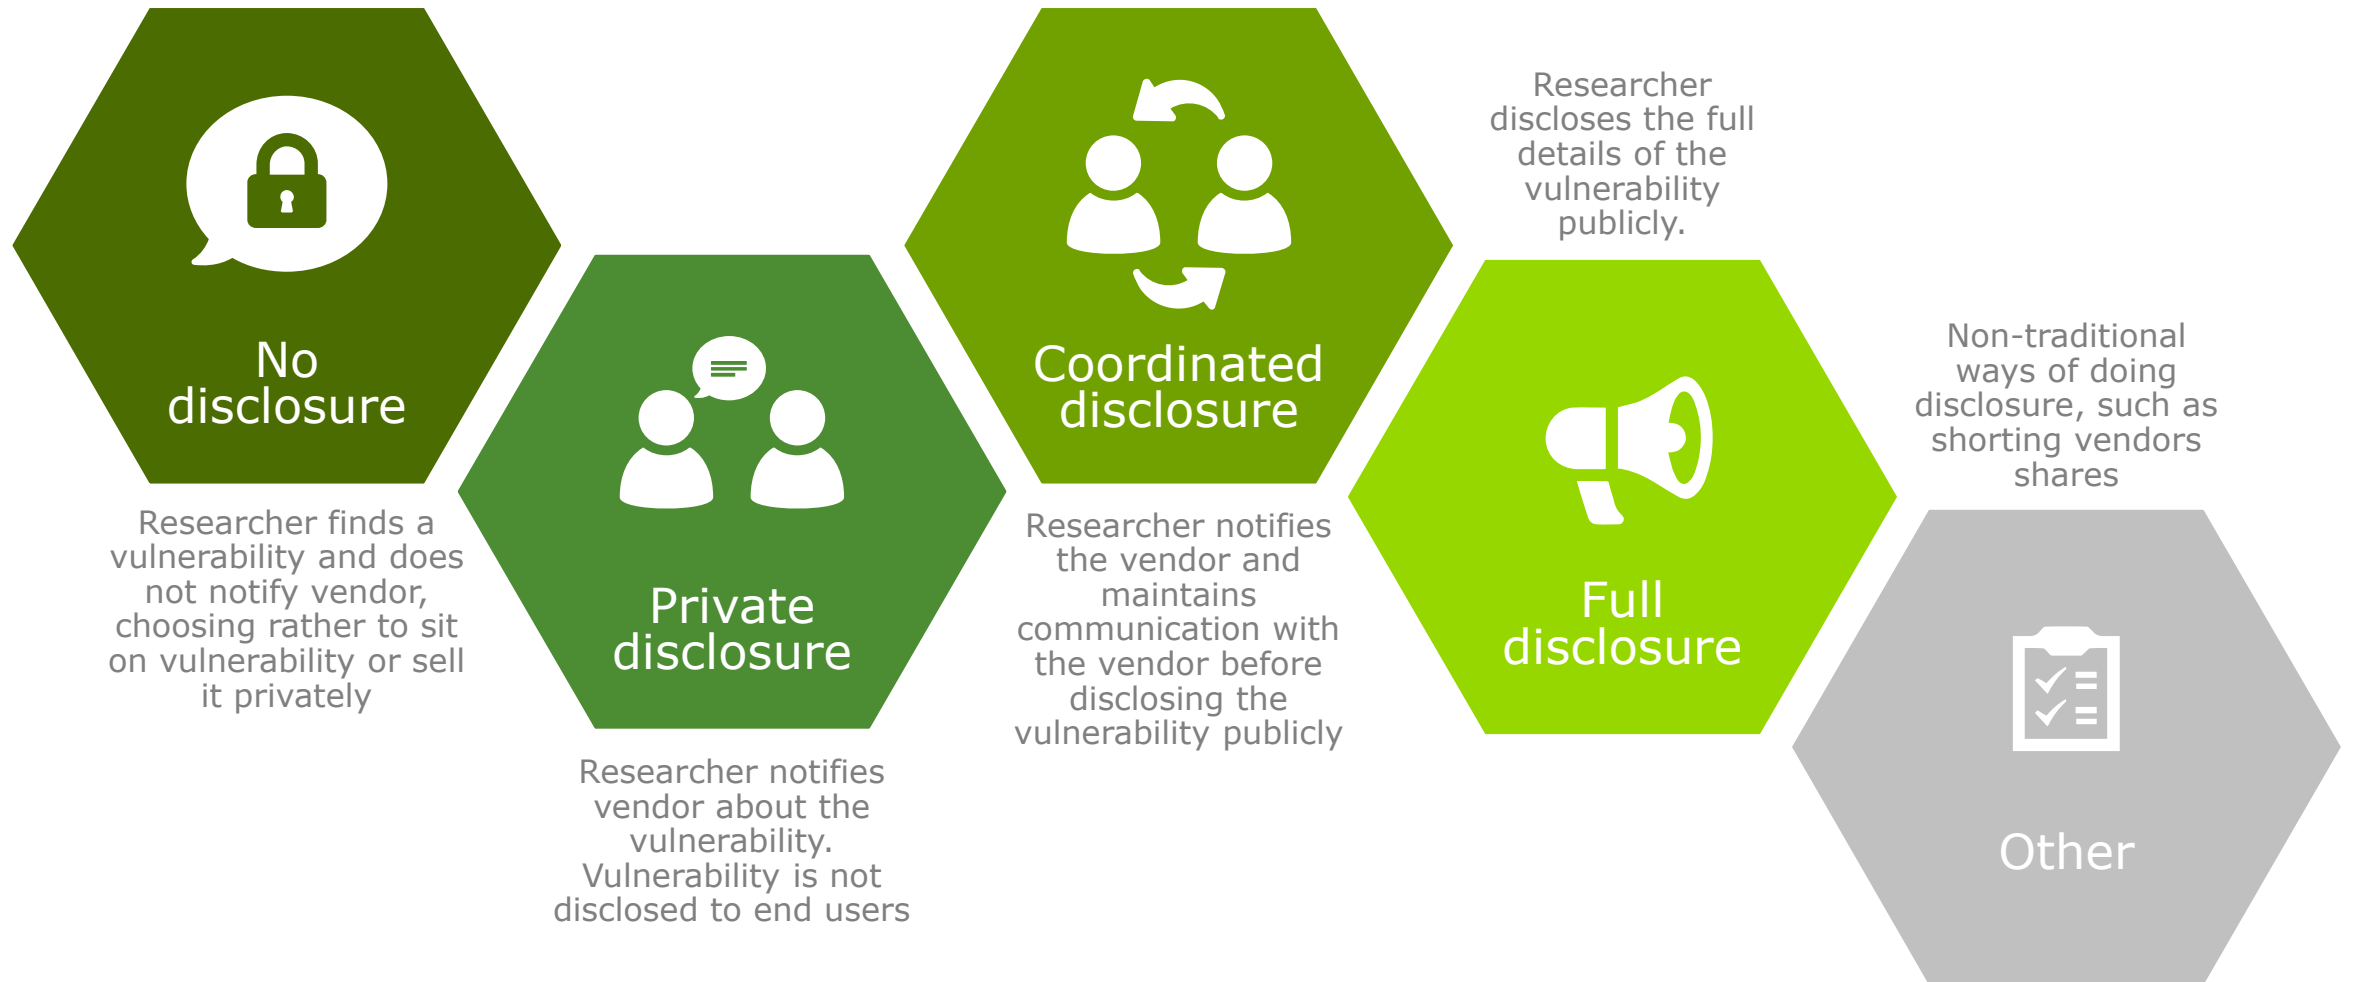 No
disclosure
Researcher finds a
vulnerability and does
not notify vendor,
choosing rather to sit
on vulnerability or sell
it privately
Private
disclosure
Researcher notifies
vendor about the
vulnerability.
Vulnerability is not
disclosed to end users
Coordinated
disclosure
Researcher notifies
the vendor and
maintains
communication with
the vendor before
disclosing the
vulnerability publicly
Researcher
discloses the full
details of the
vulnerability
publicly.
Full
disclosure
Non-traditional
ways of doing
disclosure, such as
shorting vendors
shares
Other